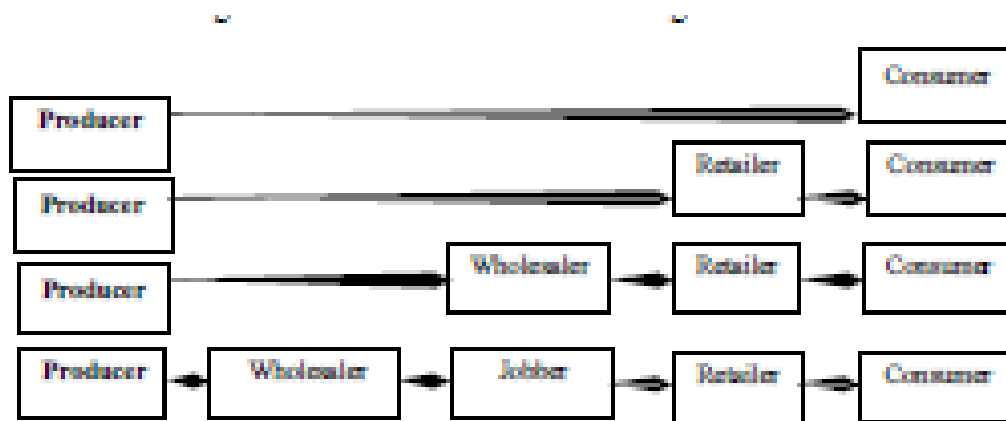 Producer Consumer
Producer Retailer Consumer
Producer Wholesaler Retailer Consumer
Producer Wholesaler Jobber Retailer Consumer